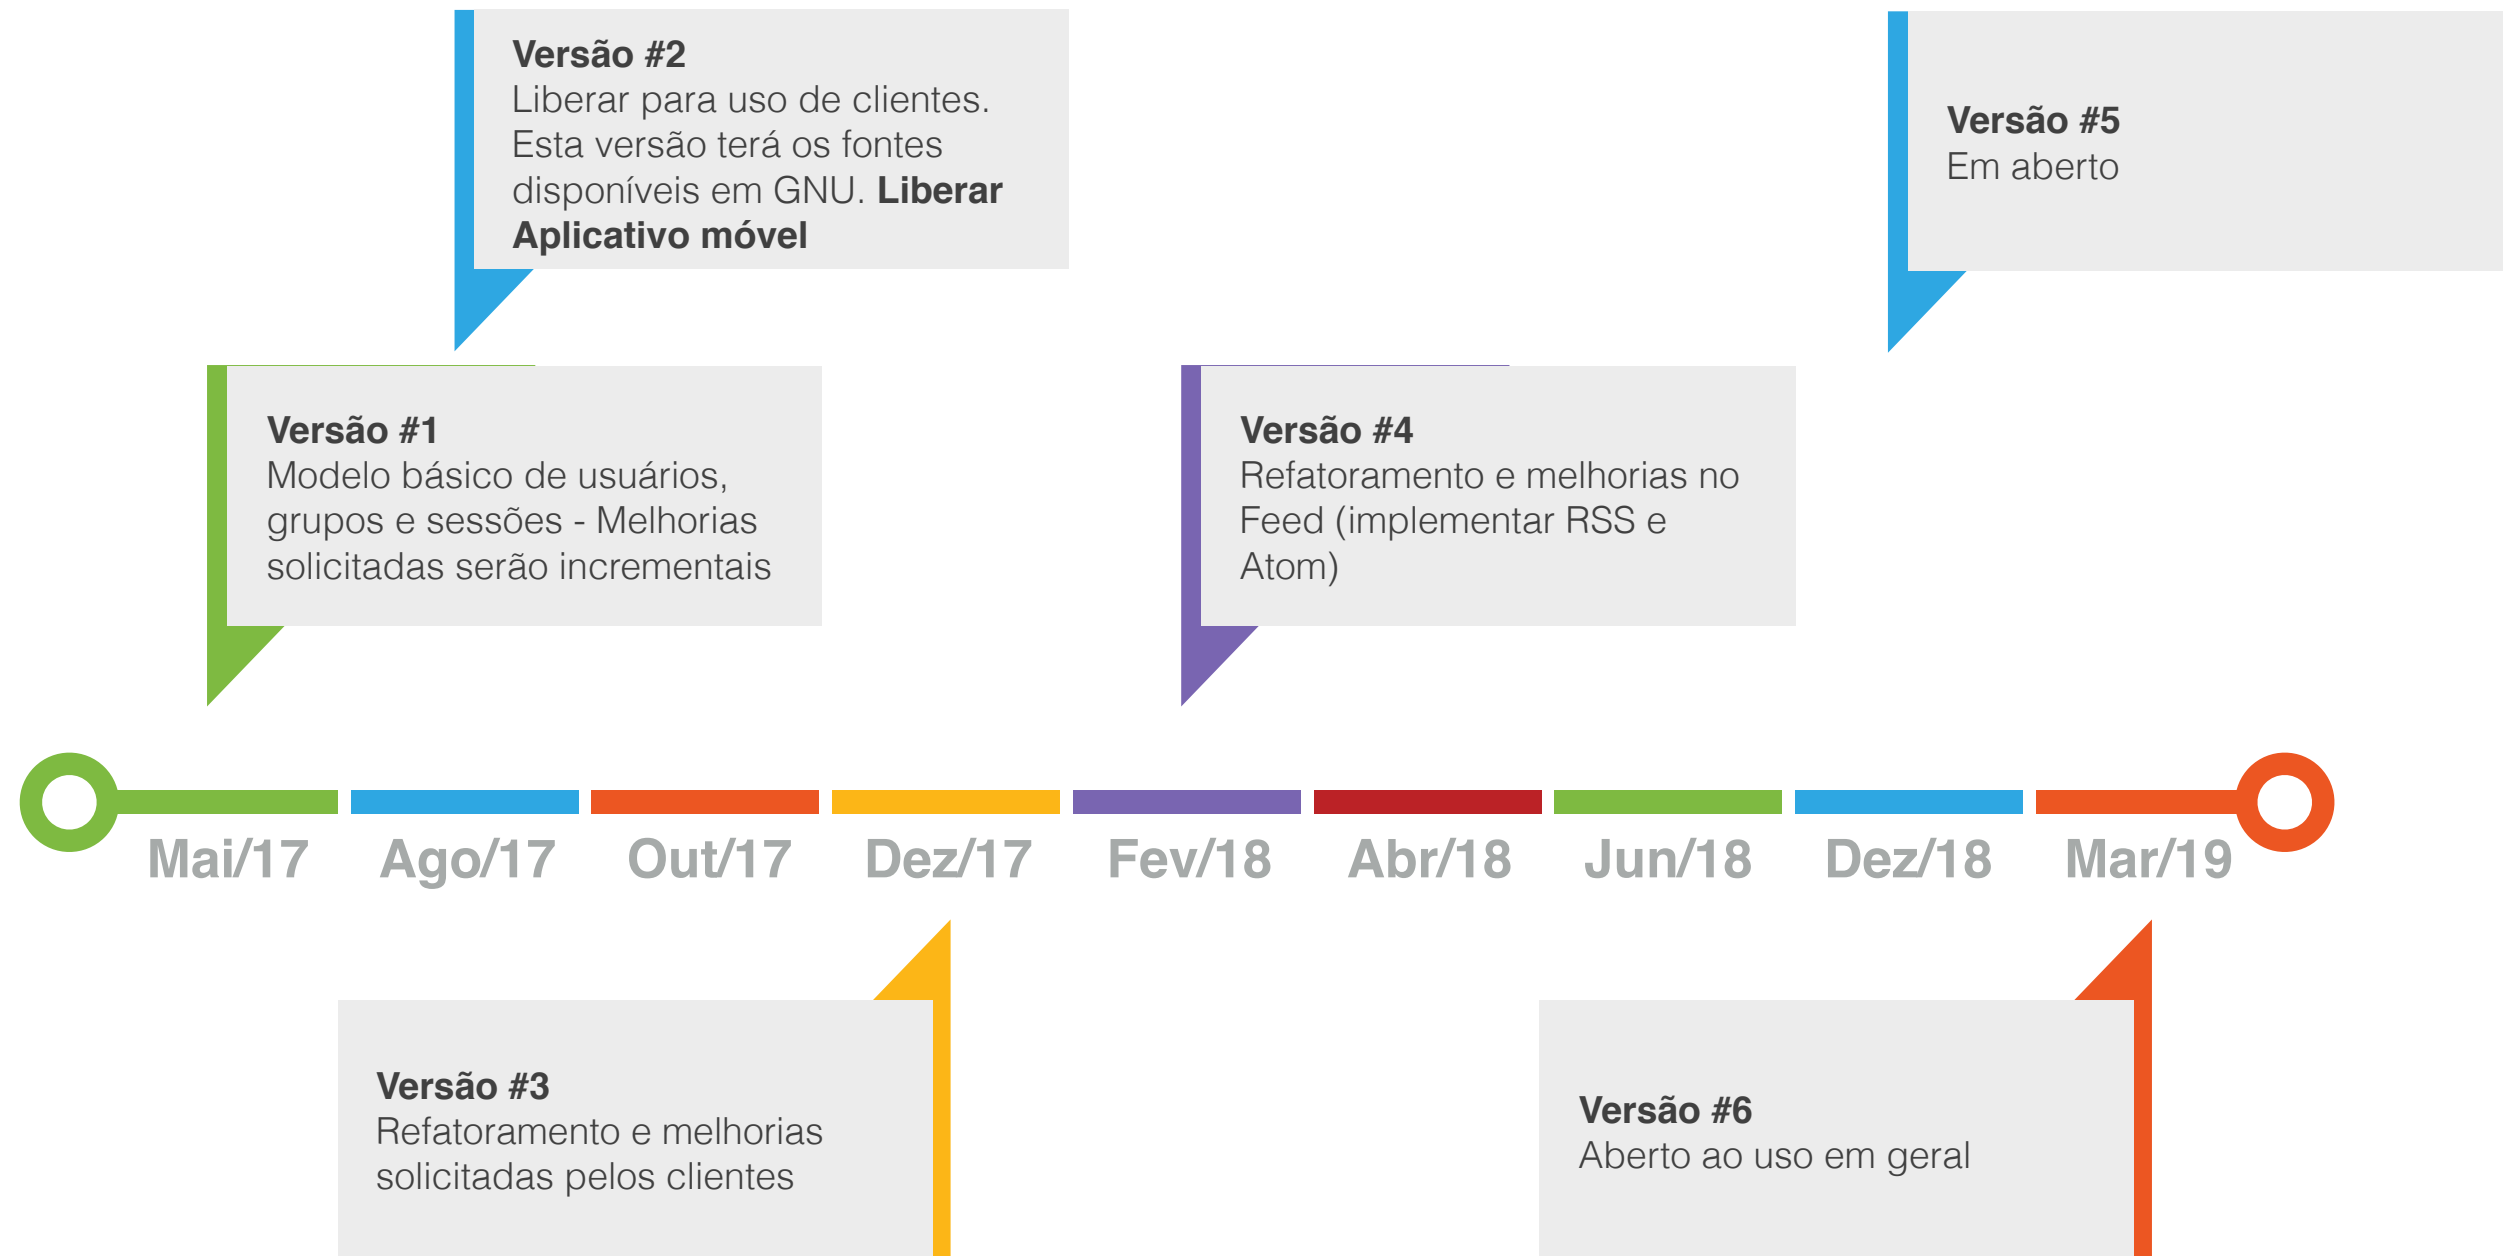 Versão #2
Liberar para uso de clientes.
Esta versão terá os fontes
disponíveis em GNU. Liberar
Aplicativo móvel
Versão #5
Em aberto
Versão #1
Modelo básico de usuários,
grupos e sessões - Melhorias
solicitadas serão incrementais
Versão #4
Refatoramento e melhorias no
Feed (implementar RSS e
Atom)
Mai/17
Ago/17
Out/17
Dez/17
Fev/18
Abr/18
Jun/18
Dez/18
Mar/19
Versão #3
Refatoramento e melhorias
solicitadas pelos clientes
Versão #6
Aberto ao uso em geral